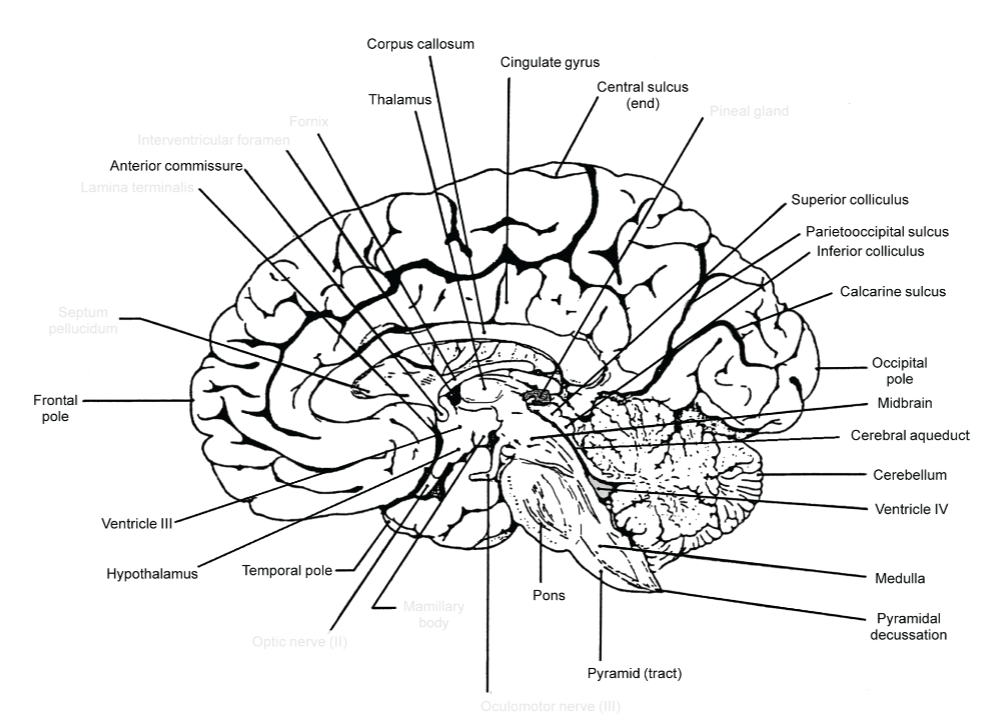 Corpus callosum
Cingulate gyrus
Central sulcus
(end)
Thalamus
Pineal gland
Fornix
Interventricular foramen
Anterior commissure
Lamina terminalis
Superior colliculus
Parietooccipital sulcus
Inferior colliculus
Calcarine sulcus
Septum
pellucidum
Occipital
pole
Frontal
pole
Midbrain
Cerebral aqueduct
Cerebellum
Ventricle IV
Ventricle III
Hypothalamus
Temporal pole
Medulla
Pons
Mamillary
body
Pyramidal
decussation
Optic nerve (II)
Pyramid (tract)
Oculomotor nerve (III)